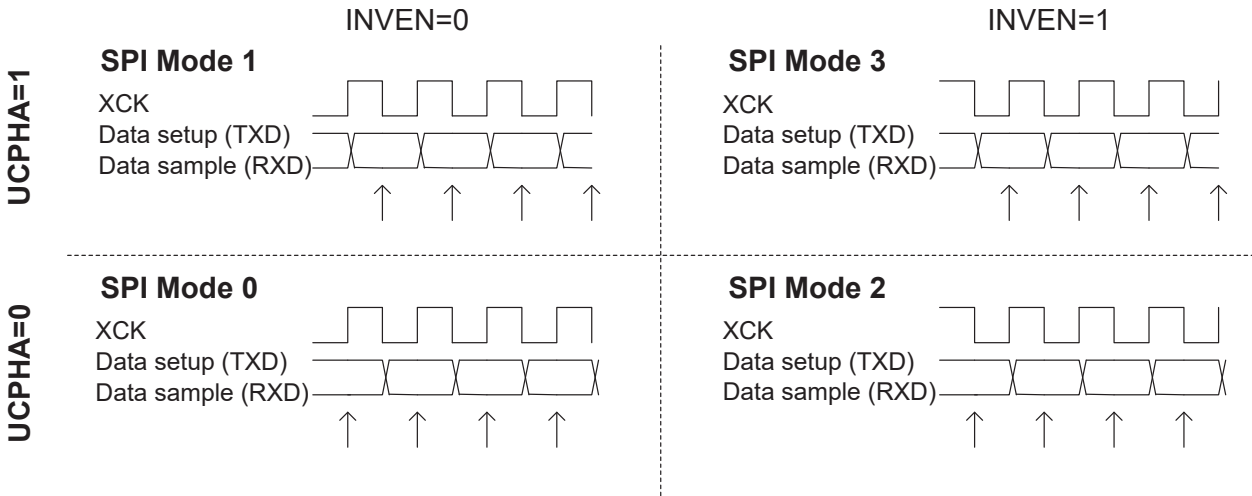 INVEN=0
INVEN=1
UCPHA=1
SPI Mode 1
XCK
Data setup (TXD)
Data sample (RXD)
SPI Mode 3
XCK
Data setup (TXD)
Data sample (RXD)
UCPHA=0
SPI Mode 0
XCK
Data setup (TXD)
Data sample (RXD)
SPI Mode 2
XCK
Data setup (TXD)
Data sample (RXD)